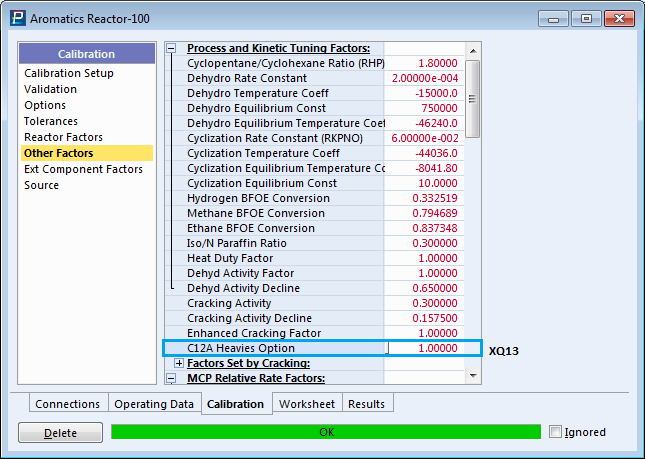 Aromatics Reactor-100
Calibration
Calibration Setup
Validation
Options
Tolerances
Reactor Factors
Other Factors
Ext Component Factors
Source
Process and Kinetic Tuning Factors:
Cyclopentane/Cyclohexane Ratio (RHP) 1.80000
Dehydro Rate Constant 2.00000e-004
Dehydro Temperature Coeff -15000.0
Dehydro Equilibrium Const 750000
Dehydro Equilibrium Temperature Coef -46240.0
Cyclization Rate Constant (RKPNO) 6.00000e-002
Cyclization Temperature Coeff -44036.0
Cyclization Equilibrium Temperature Co -8041.80
Cyclization Equilibrium Const 10.0000
Hydrogen BFOE Conversion 0.332519
Methane BFOE Conversion 0.794689
Ethane BFOE Conversion 0.837348
Iso/N Paraffin Ratio 0.300000
Heat Duty Factor 1.00000
Dehyd Activity Factor 1.00000
Dehyd Activity Decline 0.650000
Cracking Activity 0.300000
Cracking Activity Decline 0.157500
Enhanced Cracking Factor 1.00000
C12A Heavies Option 1.00000 XQ13
Factors Set by Cracking:
MCP Relative Rate Factors:
Connections Operating Data Calibration Worksheet Results
Delete OK Ignored